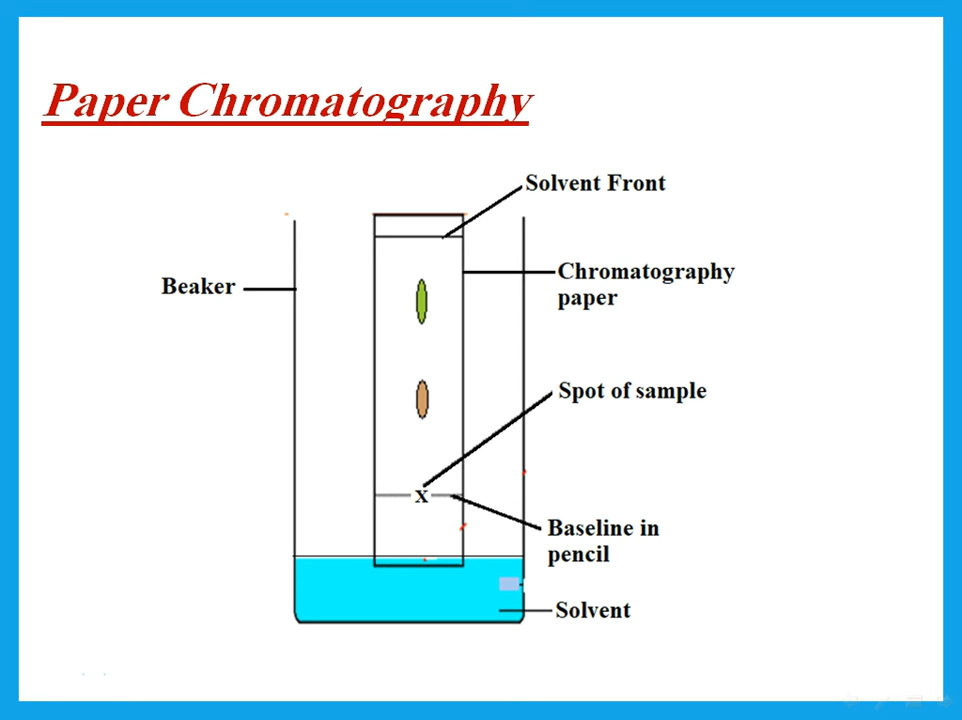 Paper Chromatography
Solvent Front
Chromatography
paper
Beaker
Spot of sample
X
Baseline in
pencil
Solvent